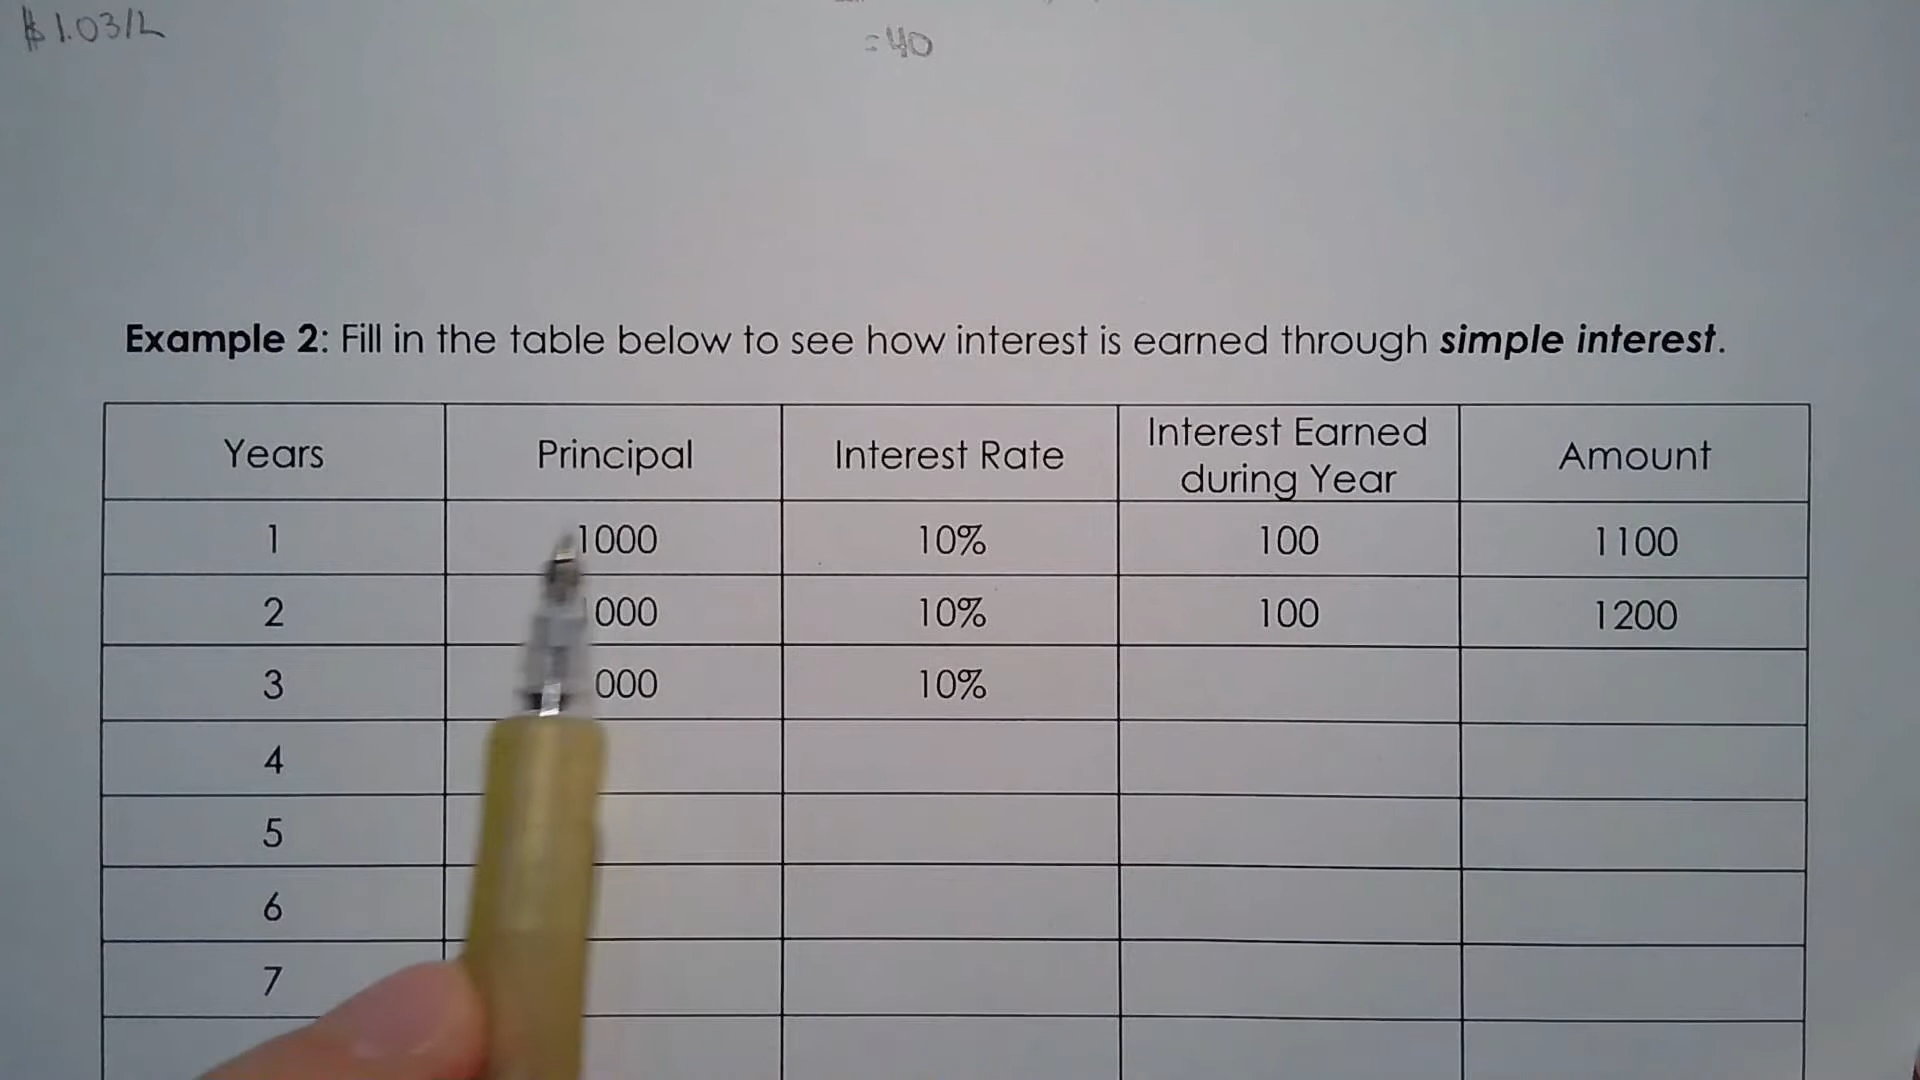 $1.03/L
=40
Example 2: Fill in the table below to see how interest is earned through simple interest.
Years Principal Interest Rate Interest Earned during Year Amount
1 1000 10% 100 1100
2 000 10% 100 1200
3 000 10%
4
5
6
7